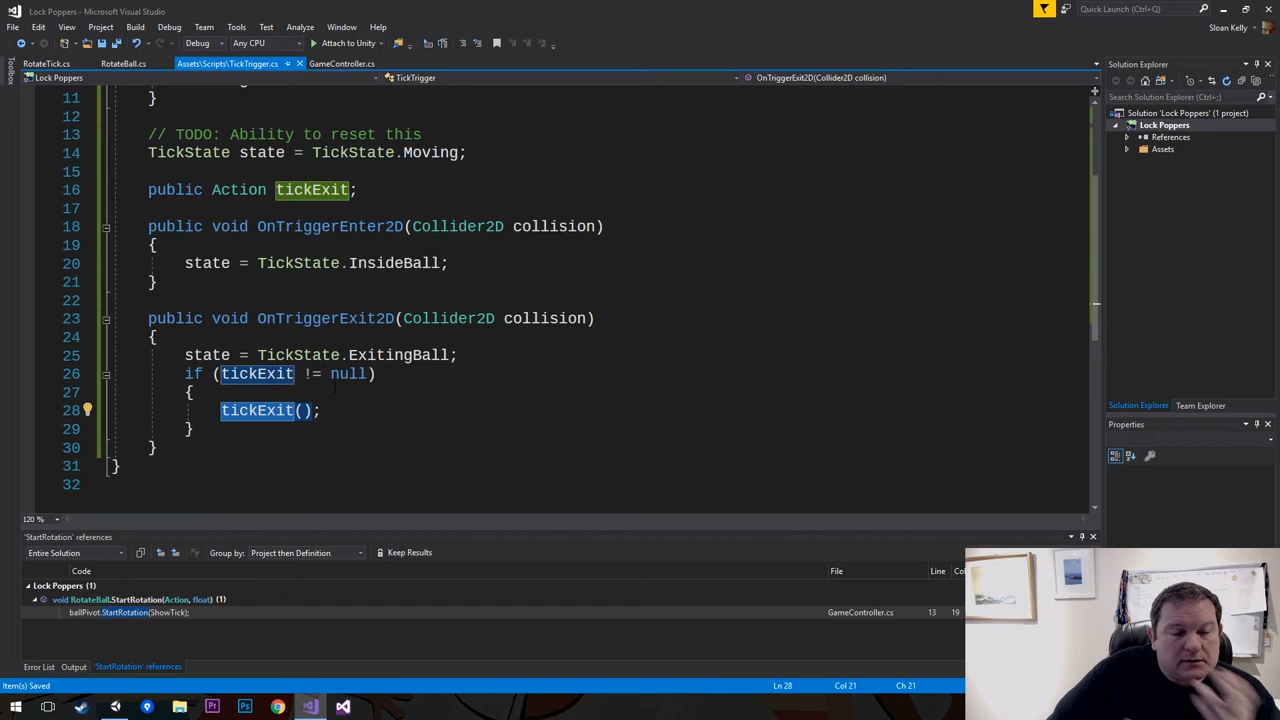 Lock Poppers - Microsoft Visual Studio
Quick Launch (Ctrl+Q)
File Edit View Project Build Debug Team Tools Test Analyze Window Help
Sloan Kelly
Debug Any CPU Attach to Unity
Toolbox
RotateTick.cs RotateBall.cs Assets\Scripts\TickTrigger.cs GameController.cs
Lock Poppers TickTrigger OnTriggerExit2D(Collider2D collision)
11 }
12
13 // TODO: Ability to reset this
14 TickState state = TickState.Moving;
15
16 public Action tickExit;
17
18 public void OnTriggerEnter2D(Collider2D collision)
19 {
20 state = TickState.InsideBall;
21 }
22
23 public void OnTriggerExit2D(Collider2D collision)
24 {
25 state = TickState.ExitingBall;
26 if (tickExit != null)
27 {
28 tickExit();
29 }
30 }
31 }
32
120 %
Solution Explorer
Search Solution Explorer (Ctrl+;)
Solution 'Lock Poppers' (1 project)
Lock Poppers
References
Assets
Solution Explorer Team Explorer
Properties
'StartRotation' references
Entire Solution Group by: Project then Definition Keep Results
Code File Line Co
Lock Poppers (1)
void RotateBall.StartRotation(Action, float) (1)
ballPivot.StartRotation(ShowTick); GameController.cs 13 19
Error List Output 'StartRotation' references
Item(s) Saved Ln 28 Col 21 Ch 21